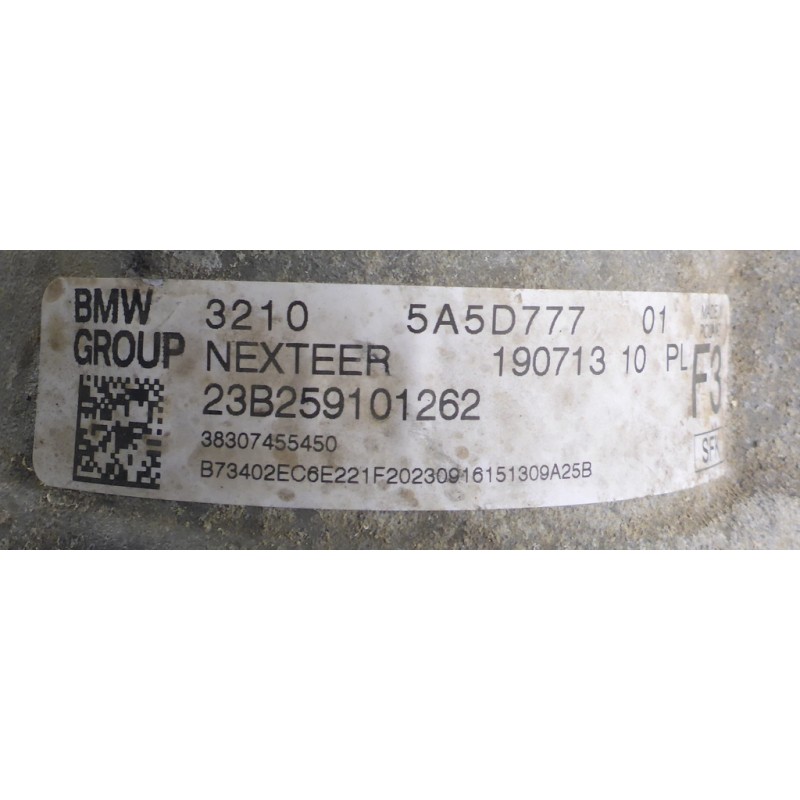 BMW 3210 5A5D777 01
GROUP NEXTEER 190713 10 PL F3
23B259101262
38307455450
B73402EC6E221F20230916151309A25B